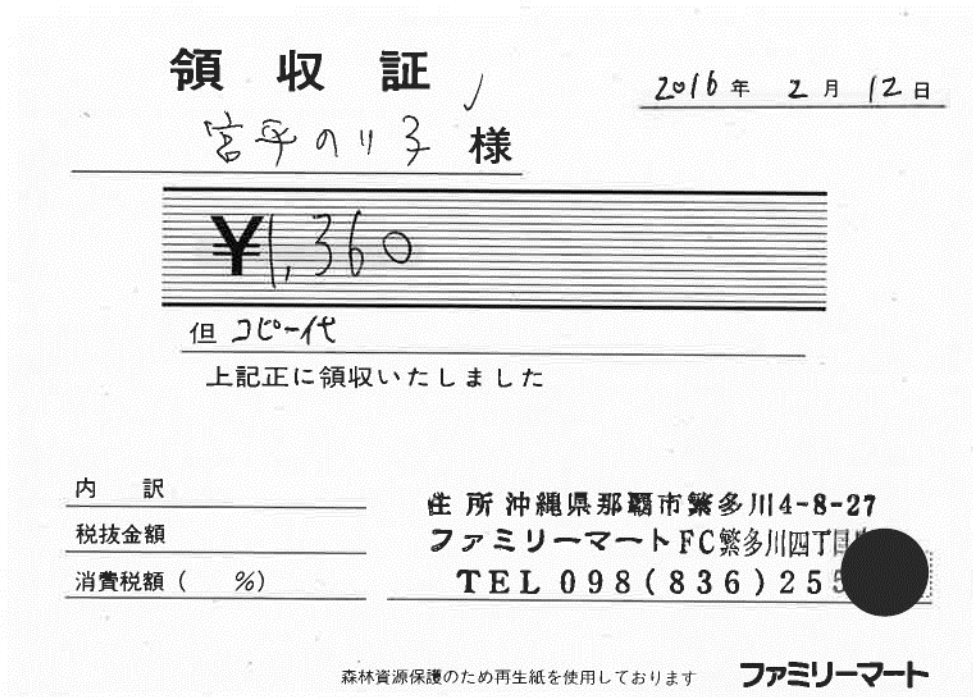 領収証
2016年 2月 12日
宮平のり子 様
¥1,360
但 コピー代
上記正に領収いたしました
内 訳
税抜金額
消費税額( %)
住所 沖縄県那覇市繁多川4-8-27
ファミリーマートFC繁多川四丁目
TEL 098(836)255
森林資源保護のため再生紙を使用しております
ファミリーマート